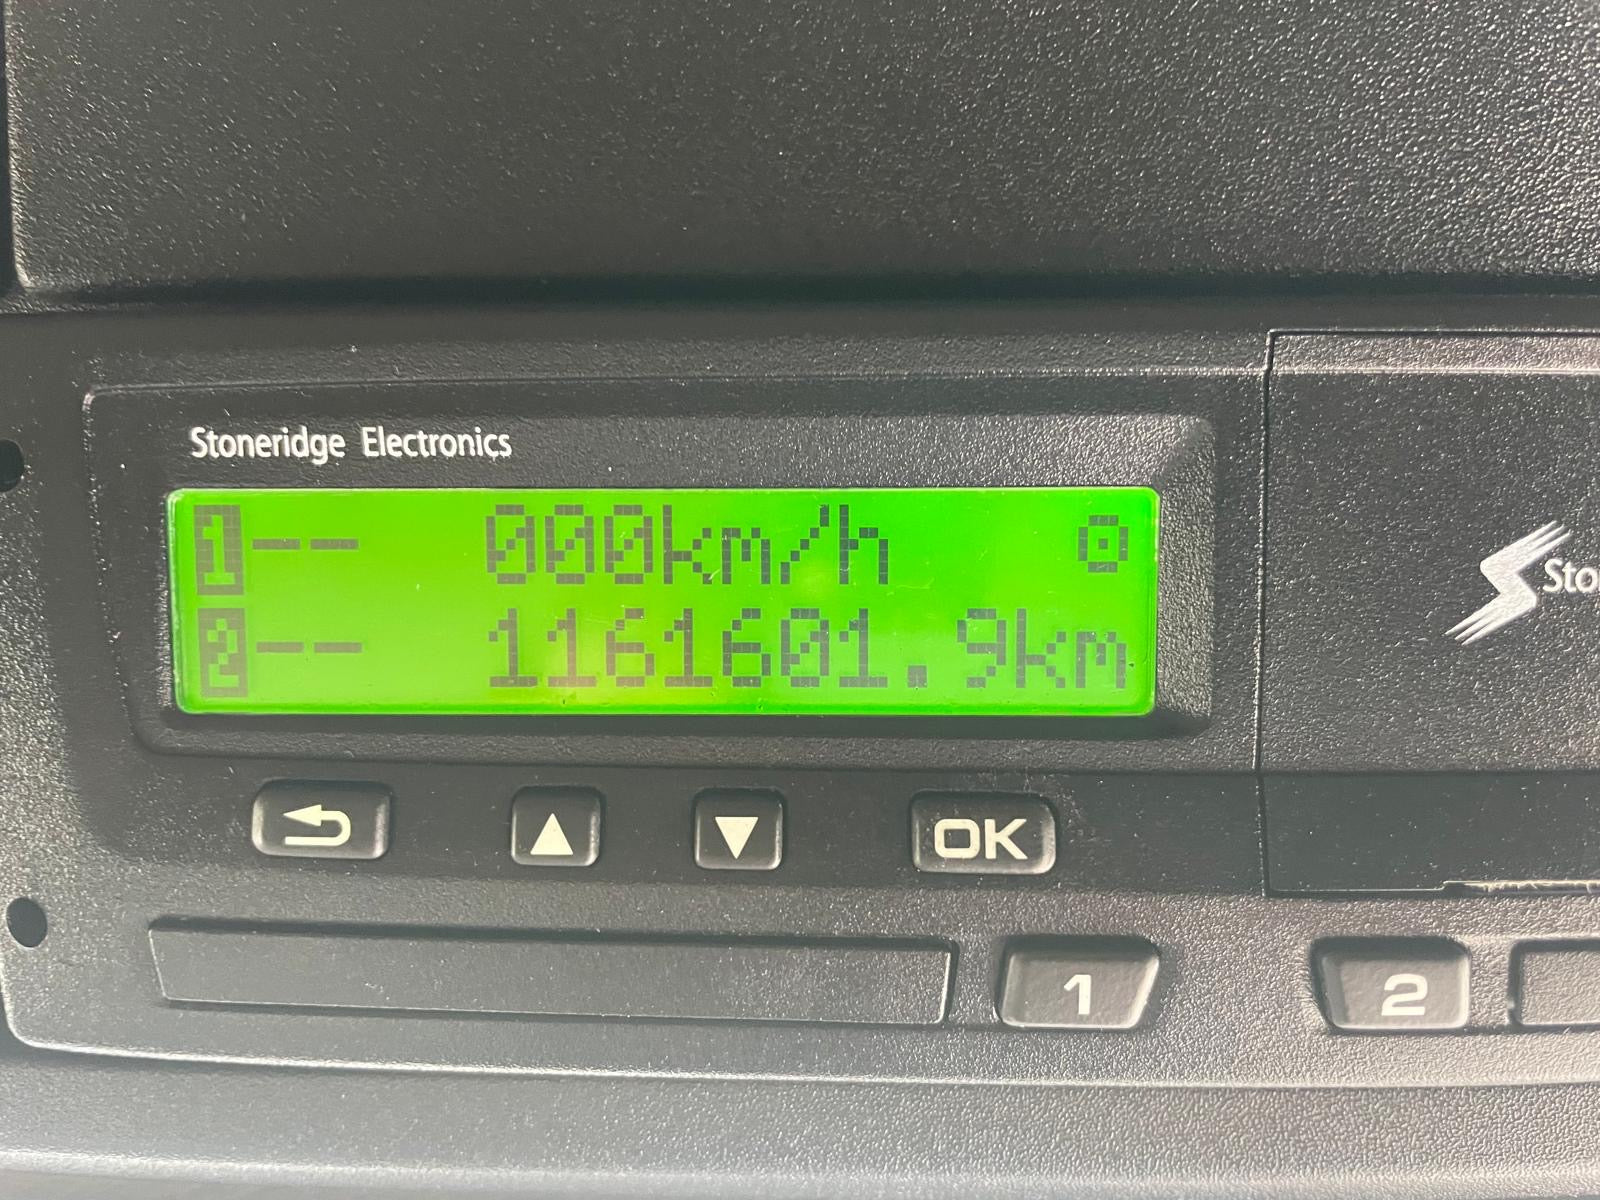 Stoneridge Electronics
1-- 000km/h
2-- 1161601.9km
OK
1
2